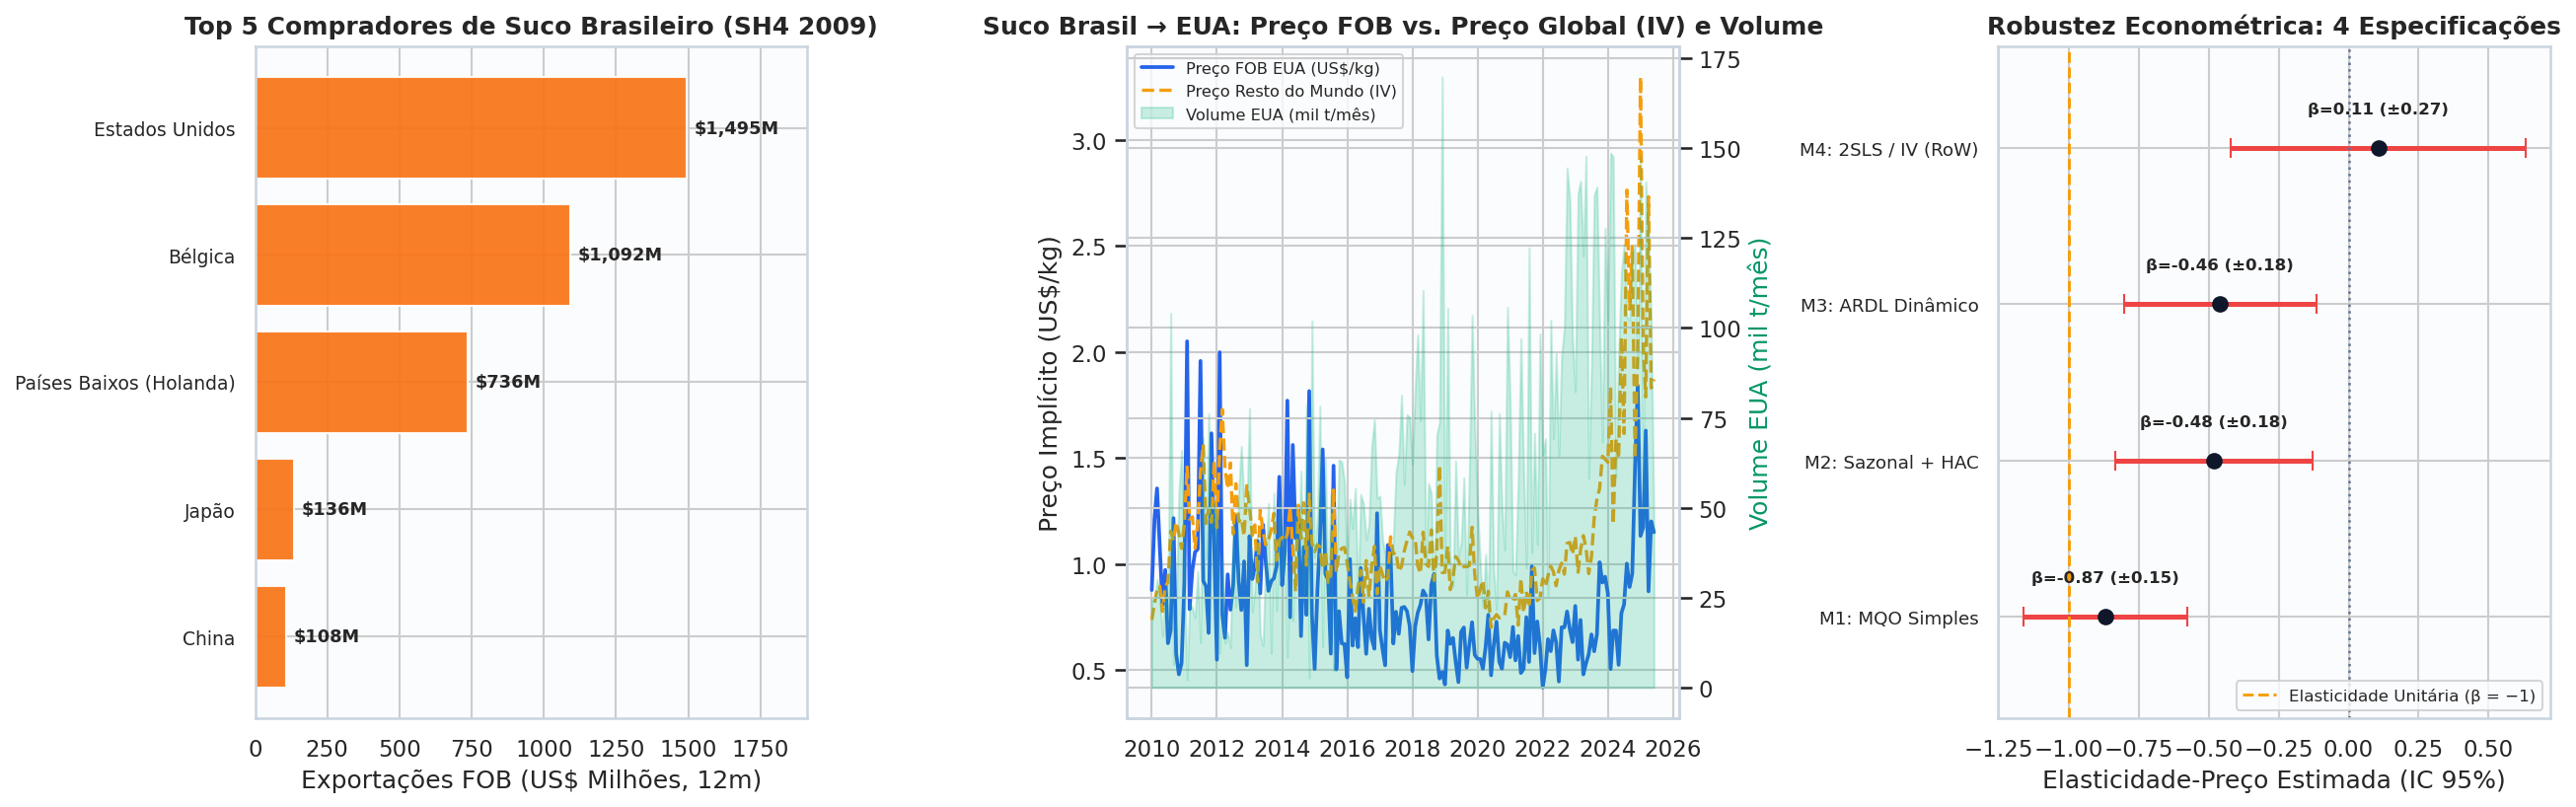 Top 5 Compradores de Suco Brasileiro (SH4 2009)
Estados Unidos
Bélgica
Países Baixos (Holanda)
Japão
China
$1,495M
$1,092M
$736M
$136M
$108M
0 250 500 750 1000 1250 1500 1750
Exportações FOB (US$ Milhões, 12m)
Suco Brasil → EUA: Preço FOB vs. Preço Global (IV) e Volume
Preço FOB EUA (US$/kg)
Preço Resto do Mundo (IV)
Volume EUA (mil t/mês)
Preço Implícito (US$/kg)
3.0
2.5
2.0
1.5
1.0
0.5
175
150
125
100
75
50
25
0
Volume EUA (mil t/mês)
2010 2012 2014 2016 2018 2020 2022 2024 2026
Robustez Econométrica: 4 Especificações
M4: 2SLS / IV (RoW)
M3: ARDL Dinâmico
M2: Sazonal + HAC
M1: MQO Simples
β=0.11 (±0.27)
β=-0.46 (±0.18)
β=-0.48 (±0.18)
β=-0.87 (±0.15)
Elasticidade Unitária (β = −1)
−1.25 −1.00 −0.75 −0.50 −0.25 0.00 0.25 0.50
Elasticidade-Preço Estimada (IC 95%)